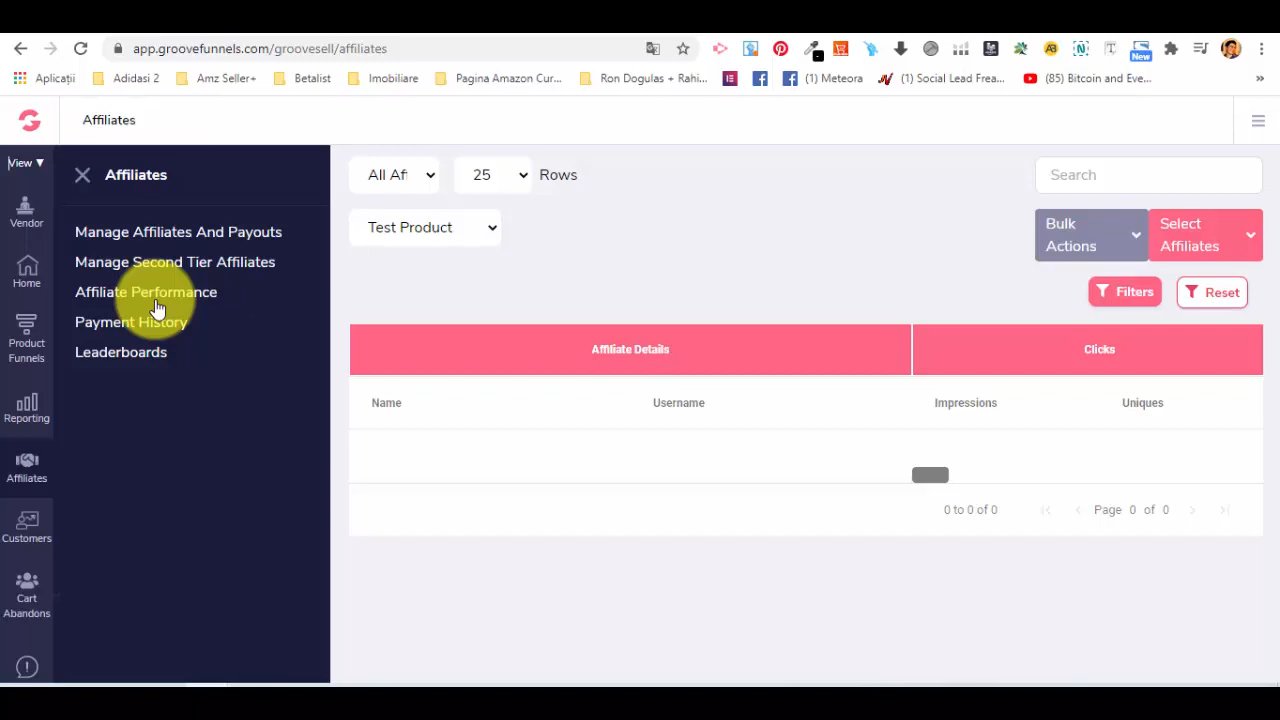 app.groovefunnels.com/groovesell/affiliates
New
Aplicații
Adidasi 2
Amz Seller+
Betalist
Imobiliare
Pagina Amazon Cur...
Ron Dogulas + Rahi...
(1) Meteora
(1) Social Lead Frea...
(85) Bitcoin and Eve...
»
Affiliates
View ▼
Vendor
Home
Product
Funnels
Reporting
Affiliates
Customers
Cart
Abandons
Affiliates
Manage Affiliates And Payouts
Manage Second Tier Affiliates
Affiliate Performance
Payment History
Leaderboards
All Af
25
Rows
Search
Test Product
Bulk
Actions
Select
Affiliates
Filters
Reset
Affiliate Details
Clicks
Name
Username
Impressions
Uniques
0 to 0 of 0
Page 0 of 0